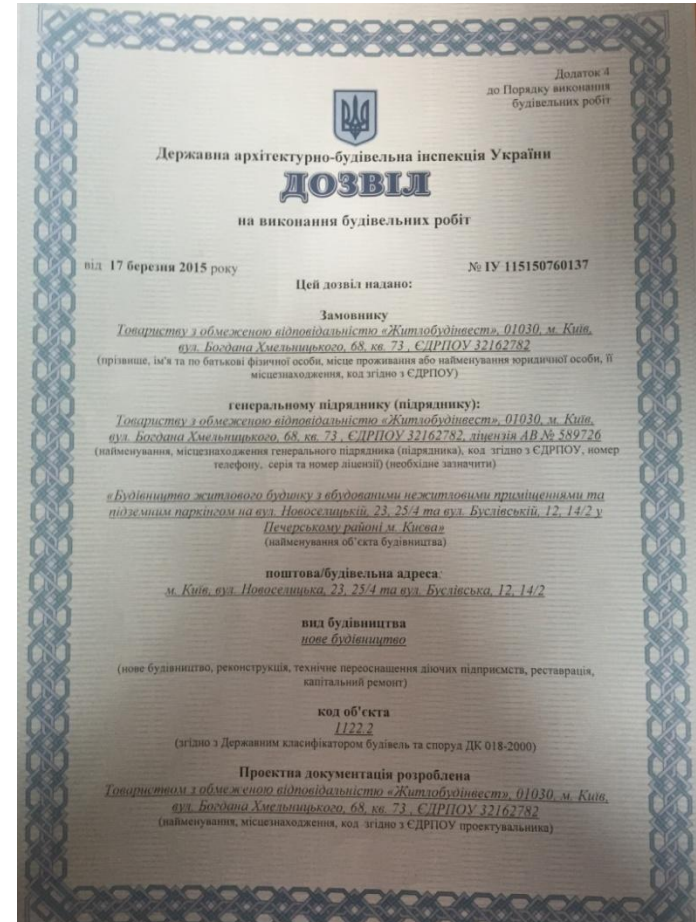 Додаток 4
до Порядку виконання
будівельних робіт
Державна архітектурно-будівельна інспекція України
ДОЗВІЛ
на виконання будівельних робіт
від 17 березня 2015 року
№ ІУ 115150760137
Цей дозвіл надано:
Замовнику
Товариству з обмеженою відповідальністю «Житлобудінвест», 01030, м. Київ,
вул. Богдана Хмельницького, 68, кв. 73 , ЄДРПОУ 32162782
(прізвище, ім'я та по батькові фізичної особи, місце проживання або найменування юридичної особи, її
місцезнаходження, код згідно з ЄДРПОУ)
генеральному підряднику (підряднику):
Товариству з обмеженою відповідальністю «Житлобудінвест», 01030, м. Київ,
вул. Богдана Хмельницького, 68, кв. 73 , ЄДРПОУ 32162782, ліцензія АВ № 589726
(найменування, місцезнаходження генерального підрядника (підрядника), код згідно з ЄДРПОУ, номер
телефону, серія та номер ліцензії) (необхідне зазначити)
«Будівництво житлового будинку з вбудованими нежитловими приміщеннями та
підземним паркінгом на вул. Новоселицькій, 23, 25/4 та вул. Буслівській, 12, 14/2 у
Печерському районі м. Києва»
(найменування об'єкта будівництва)
поштова/будівельна адреса:
м. Київ, вул. Новоселицька, 23, 25/4 та вул. Буслівська, 12, 14/2
вид будівництва
нове будівництво
(нове будівництво, реконструкція, технічне переоснащення діючих підприємств, реставрація,
капітальний ремонт)
код об'єкта
1122.2
(згідно з Державним класифікатором будівель та споруд ДК 018-2000)
Проектна документація розроблена
Товариством з обмеженою відповідальністю «Житлобудінвест», 01030, м. Київ,
вул. Богдана Хмельницького, 68, кв. 73 , ЄДРПОУ 32162782
(найменування, місцезнаходження, код згідно з ЄДРПОУ проектувальника)